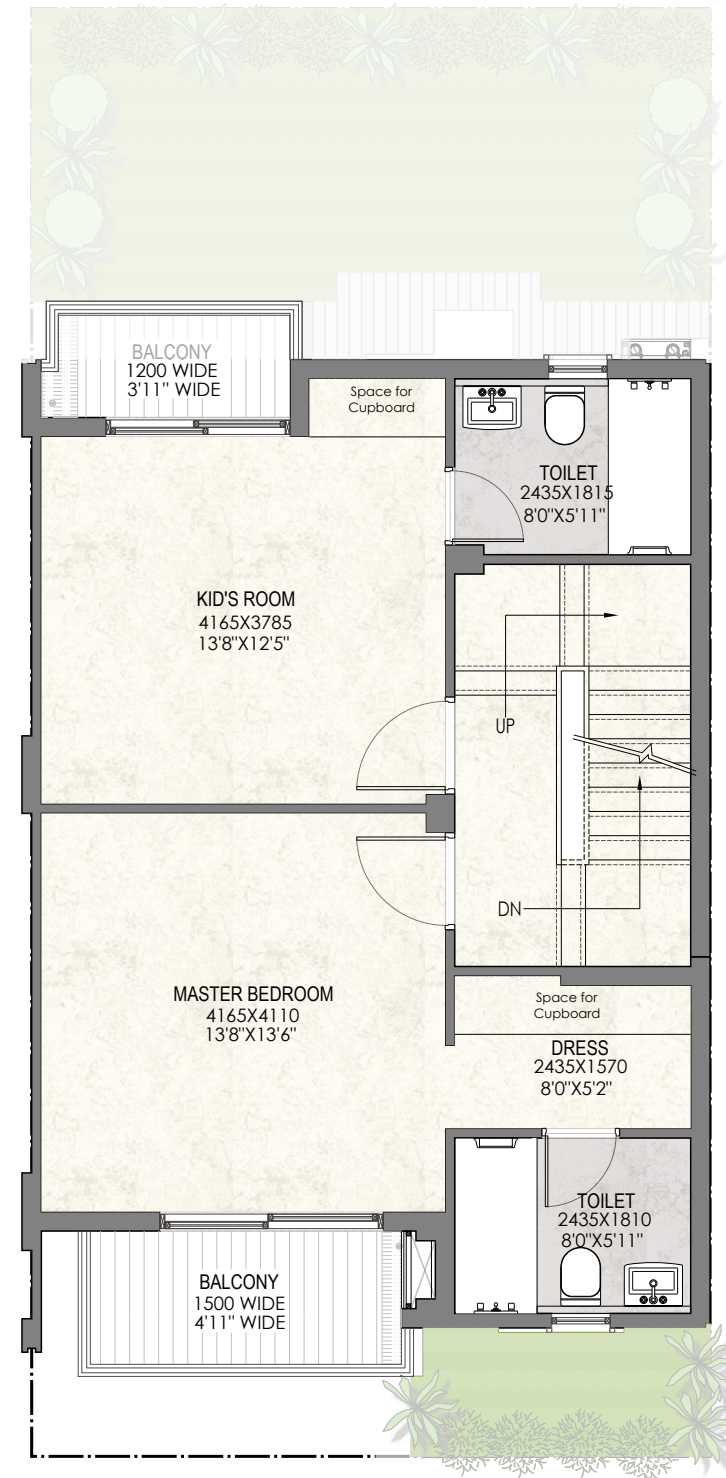 BALCONY
1200 WIDE
3'11" WIDE
Space for
Cupboard
TOILET
2435X1815
8'0"X5'11"
KID'S ROOM
4165X3785
13'8"X12'5"
UP
DN
MASTER BEDROOM
4165X4110
13'8"X13'6"
Space for
Cupboard
DRESS
2435X1570
8'0"X5'2"
TOILET
2435X1810
8'0"X5'11"
BALCONY
1500 WIDE
4'11" WIDE